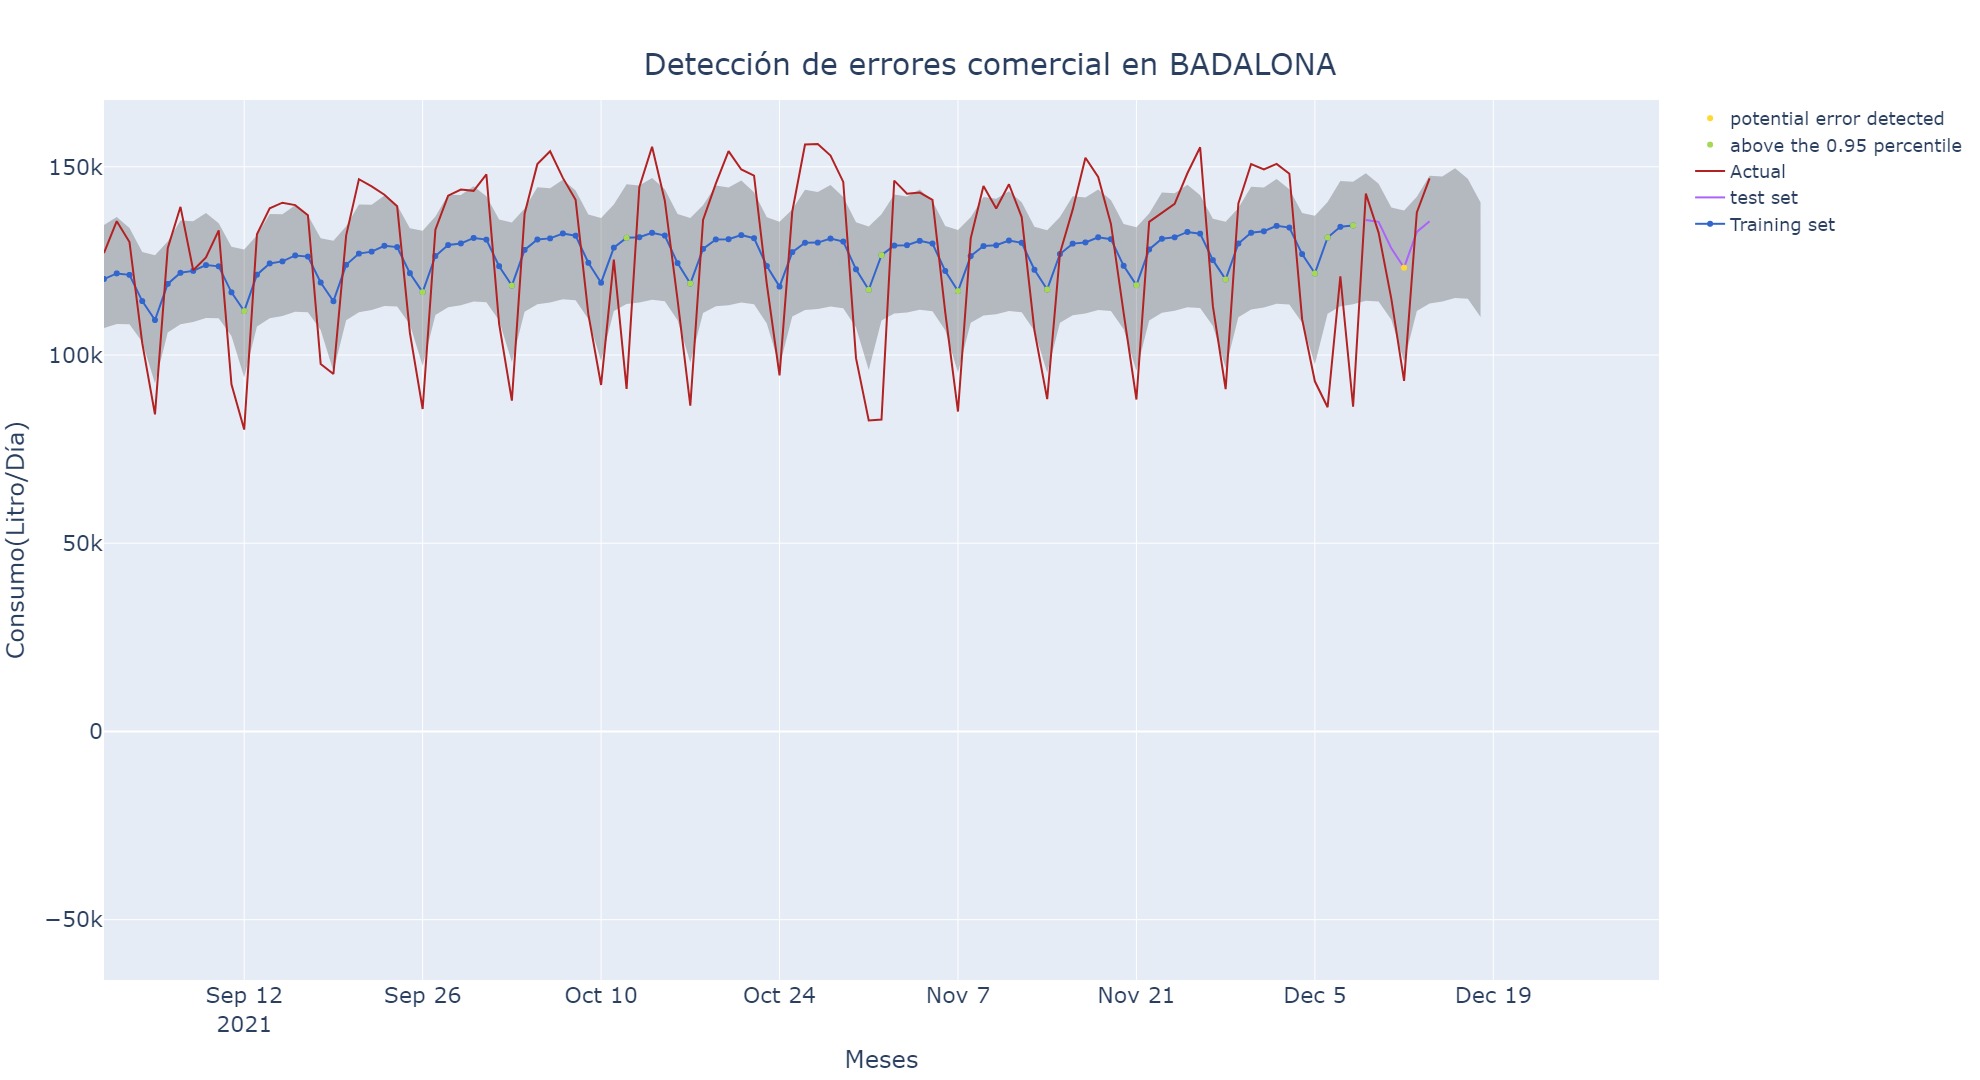 Detección de errores comercial en BADALONA
potential error detected
above the 0.95 percentile
Actual
test set
Training set
150k
100k
50k
0
−50k
Consumo(Litro/Día)
Sep 12
2021
Sep 26
Oct 10
Oct 24
Nov 7
Nov 21
Dec 5
Dec 19
Meses